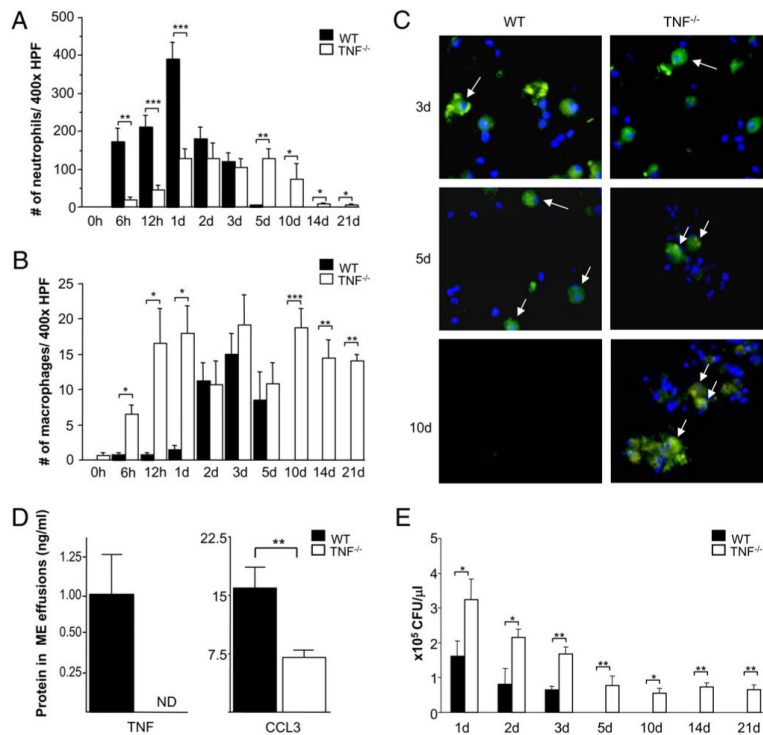 A
WT
TNF-/-
# of neutrophils/ 400x HPF
500
400
300
200
100
0
** *** *** ** * * *
0h 6h 12h 1d 2d 3d 5d 10d 14d 21d
B
WT
TNF-/-
# of macrophages/ 400x HPF
25
20
15
10
5
0
* * * *** ** **
0h 6h 12h 1d 2d 3d 5d 10d 14d 21d
C
WT TNF-/-
3d
5d
10d
D
WT
TNF-/-
Protein in ME effusions (ng/ml)
1.25
1.00
0.50
0.25
ND
TNF
22.5
15
7.5
**
CCL3
E
WT
TNF-/-
x10⁵ CFU/µl
5
4
3
2
1
0
* * ** ** * ** **
1d 2d 3d 5d 10d 14d 21d